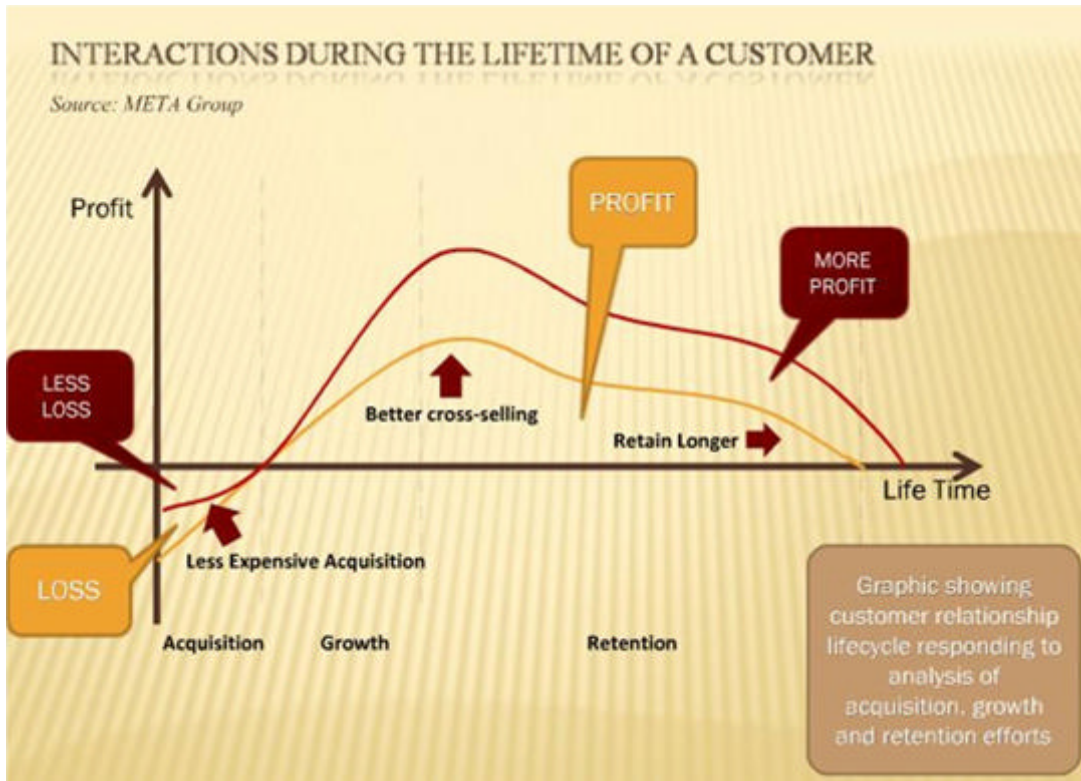 INTERACTIONS DURING THE LIFETIME OF A CUSTOMER
Source: META Group
Profit
PROFIT
MORE
PROFIT
LESS
LOSS
Better cross-selling
Retain Longer
Life Time
Less Expensive Acquisition
LOSS
Acquisition
Growth
Retention
Graphic showing
customer relationship
lifecycle responding to
analysis of
acquisition, growth
and retention efforts